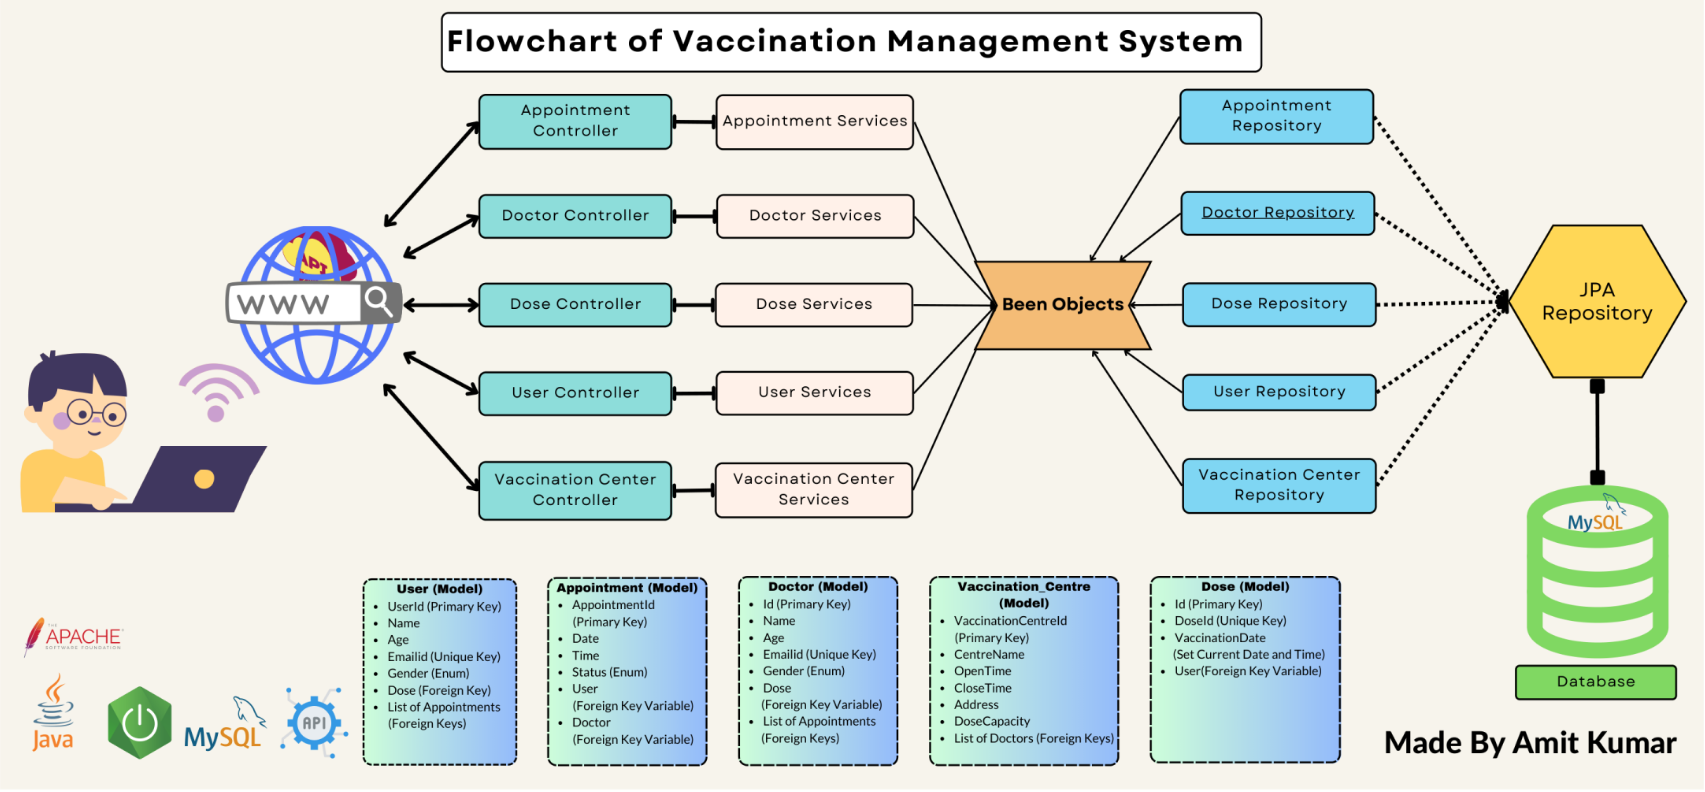 Flowchart of Vaccination Management System
Appointment
Controller
Appointment Services
Appointment
Repository
Doctor Controller
Doctor Services
Doctor Repository
API
www
Dose Controller
Dose Services
Been Objects
Dose Repository
JPA
Repository
User Controller
User Services
User Repository
Vaccination Center
Controller
Vaccination Center
Services
Vaccination Center
Repository
MySQL
Database
User (Model)
• UserId (Primary Key)
• Name
• Age
• Emailid (Unique Key)
• Gender (Enum)
• Dose (Foreign Key)
• List of Appointments
(Foreign Keys)
Appointment (Model)
• AppointmentId
(Primary Key)
• Date
• Time
• Status (Enum)
• User
(Foreign Key Variable)
• Doctor
(Foreign Key Variable)
Doctor (Model)
• Id (Primary Key)
• Name
• Age
• Emailid (Unique Key)
• Gender (Enum)
• Dose
(Foreign Key Variable)
• List of Appointments
(Foreign Keys)
Vaccination_Centre
(Model)
• VaccinationCentreId
(Primary Key)
• CentreName
• OpenTime
• CloseTime
• Address
• DoseCapacity
• List of Doctors (Foreign Keys)
Dose (Model)
• Id (Primary Key)
• DoseId (Unique Key)
• VaccinationDate
(Set Current Date and Time)
• User(Foreign Key Variable)
THE
APACHE
SOFTWARE FOUNDATION
Java
MySQL
API
Made By Amit Kumar